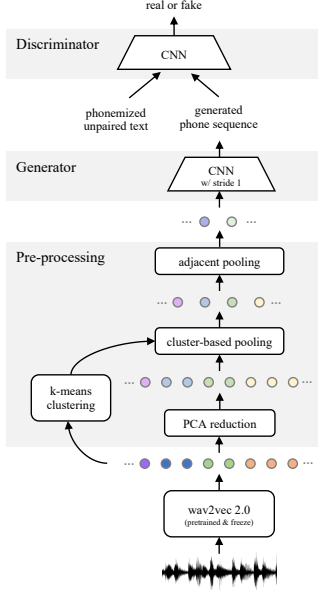 real or fake
Discriminator
CNN
phonemized
unpaired text
generated
phone sequence
Generator
CNN
w/ stride 1
... ...
Pre-processing
adjacent pooling
... ...
cluster-based pooling
... ...
k-means
clustering
PCA reduction
... ...
wav2vec 2.0
(pretrained & freeze)